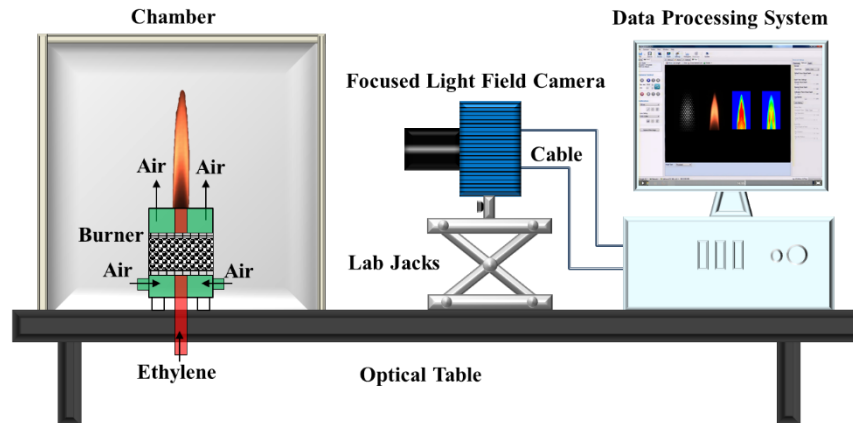 Chamber
Data Processing System
Focused Light Field Camera
Air
Air
Cable
Burner
Air
Air
Lab Jacks
Ethylene
Optical Table